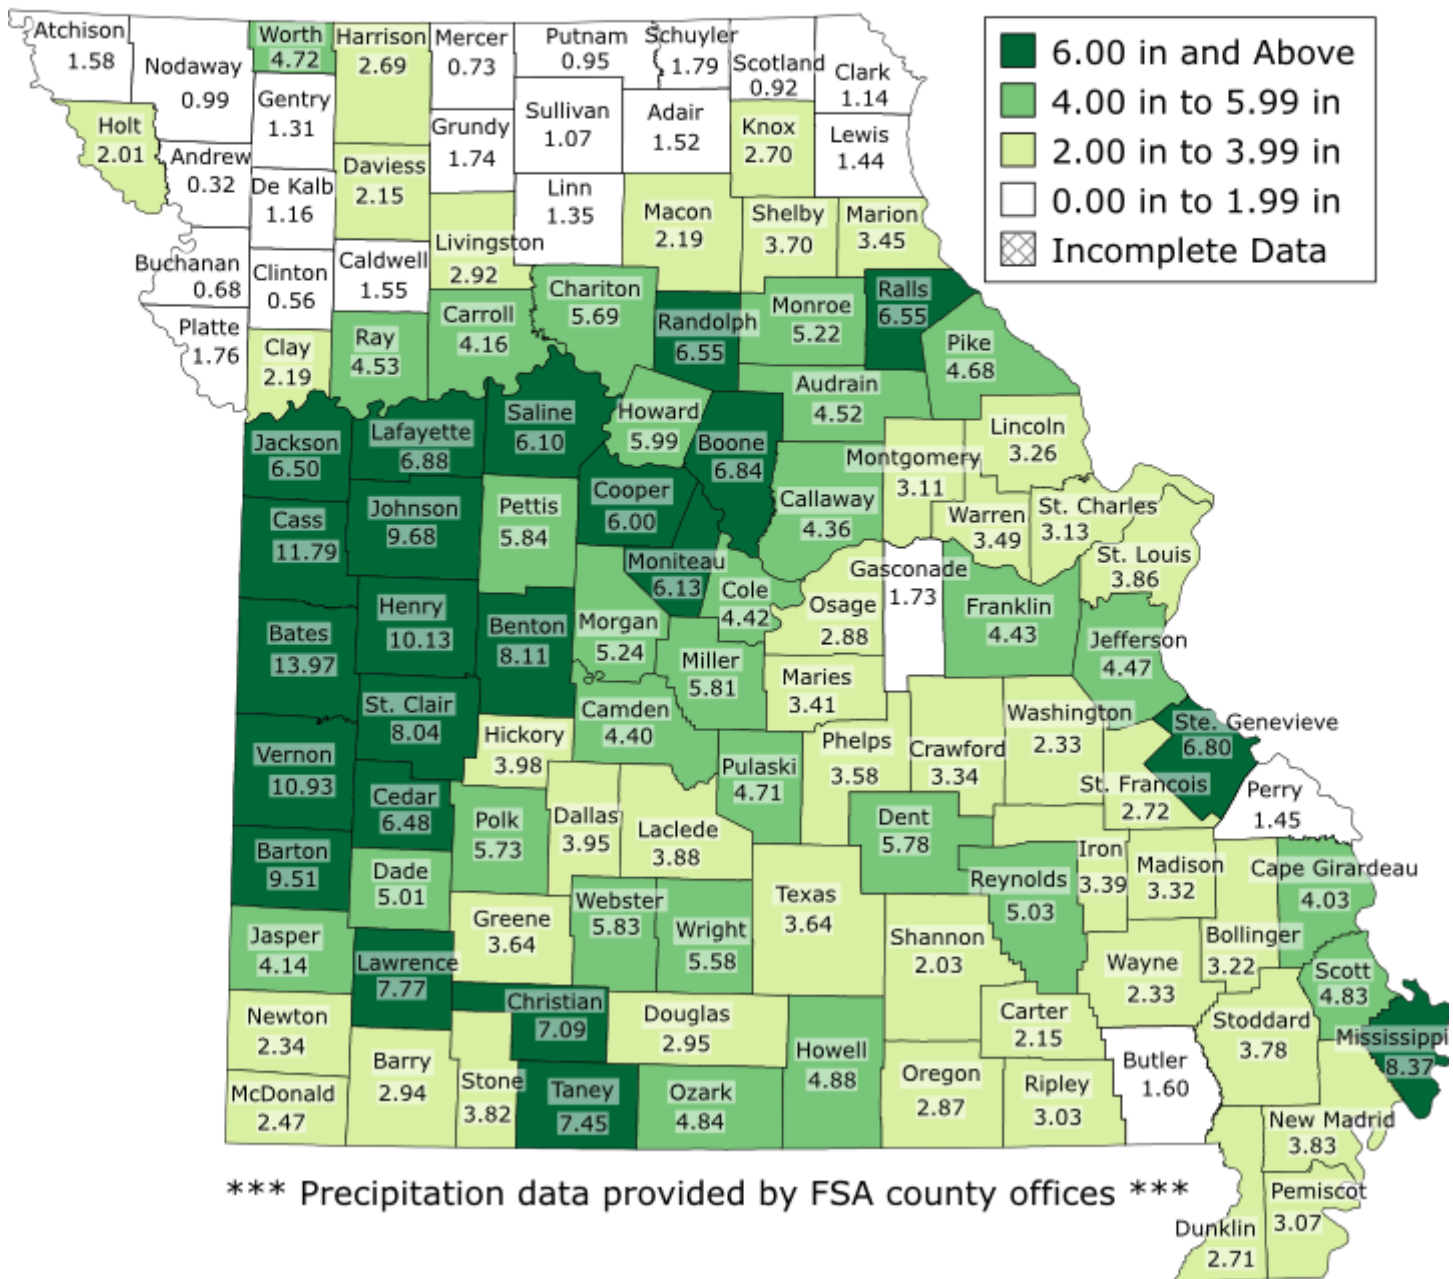 Atchison
1.58
Nodaway
0.99
Worth
4.72
Harrison
2.69
Mercer
0.73
Putnam
0.95
Schuyler
1.79
Scotland
0.92
Clark
1.14
6.00 in and Above
4.00 in to 5.99 in
2.00 in to 3.99 in
0.00 in to 1.99 in
Incomplete Data
Holt
2.01
Andrew
0.32
Gentry
1.31
De Kalb
1.16
Daviess
2.15
Grundy
1.74
Sullivan
1.07
Adair
1.52
Knox
2.70
Lewis
1.44
Buchanan
0.68
Clinton
0.56
Caldwell
1.55
Livingston
2.92
Linn
1.35
Macon
2.19
Shelby
3.70
Marion
3.45
Platte
1.76
Clay
2.19
Ray
4.53
Carroll
4.16
Chariton
5.69
Randolph
6.55
Monroe
5.22
Ralls
6.55
Pike
4.68
Audrain
4.52
Jackson
6.50
Lafayette
6.88
Saline
6.10
Howard
5.99
Boone
6.84
Callaway
4.36
Montgomery
3.11
Lincoln
3.26
Warren
3.49
St. Charles
3.13
St. Louis
3.86
Cass
11.79
Johnson
9.68
Pettis
5.84
Cooper
6.00
Moniteau
6.13
Cole
4.42
Osage
2.88
Gasconade
1.73
Franklin
4.43
Jefferson
4.47
Bates
13.97
Henry
10.13
Benton
8.11
Morgan
5.24
Miller
5.81
Maries
3.41
St. Clair
8.04
Hickory
3.98
Camden
4.40
Pulaski
4.71
Phelps
3.58
Crawford
3.34
Washington
2.33
Ste. Genevieve
6.80
St. Francois
2.72
Perry
1.45
Vernon
10.93
Cedar
6.48
Polk
5.73
Dallas
3.95
Laclede
3.88
Dent
5.78
Iron
3.39
Madison
3.32
Cape Girardeau
4.03
Barton
9.51
Dade
5.01
Greene
3.64
Webster
5.83
Wright
5.58
Texas
3.64
Shannon
2.03
Reynolds
5.03
Wayne
2.33
Bollinger
3.22
Scott
4.83
Jasper
4.14
Lawrence
7.77
Christian
7.09
Douglas
2.95
Howell
4.88
Carter
2.15
Butler
1.60
Stoddard
3.78
Mississippi
8.37
Newton
2.34
McDonald
2.47
Barry
2.94
Stone
3.82
Taney
7.45
Ozark
4.84
Oregon
2.87
Ripley
3.03
New Madrid
3.83
Pemiscot
3.07
Dunklin
2.71
*** Precipitation data provided by FSA county offices ***